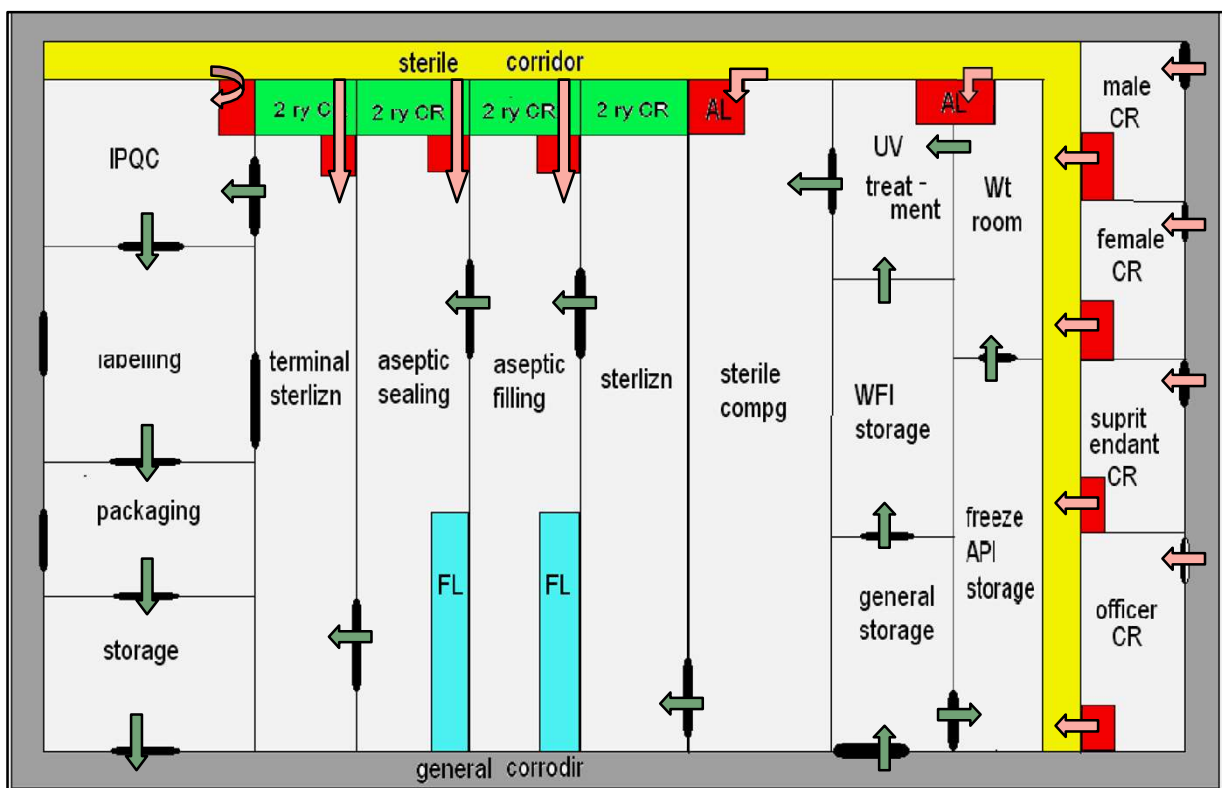 sterile corridor
male
CR
2 ry CR
2 ry CR
2 ry CR
2 ry CR
AL
AL
IPQC
UV
treat -
ment
Wt
room
female
CR
labelling
terminal
sterlizn
aseptic
sealing
aseptic
filling
sterlizn
sterile
compg
WFI
storage
suprit
endant
CR
packaging
freeze
API
storage
FL
FL
general
storage
officer
CR
storage
general corrodir